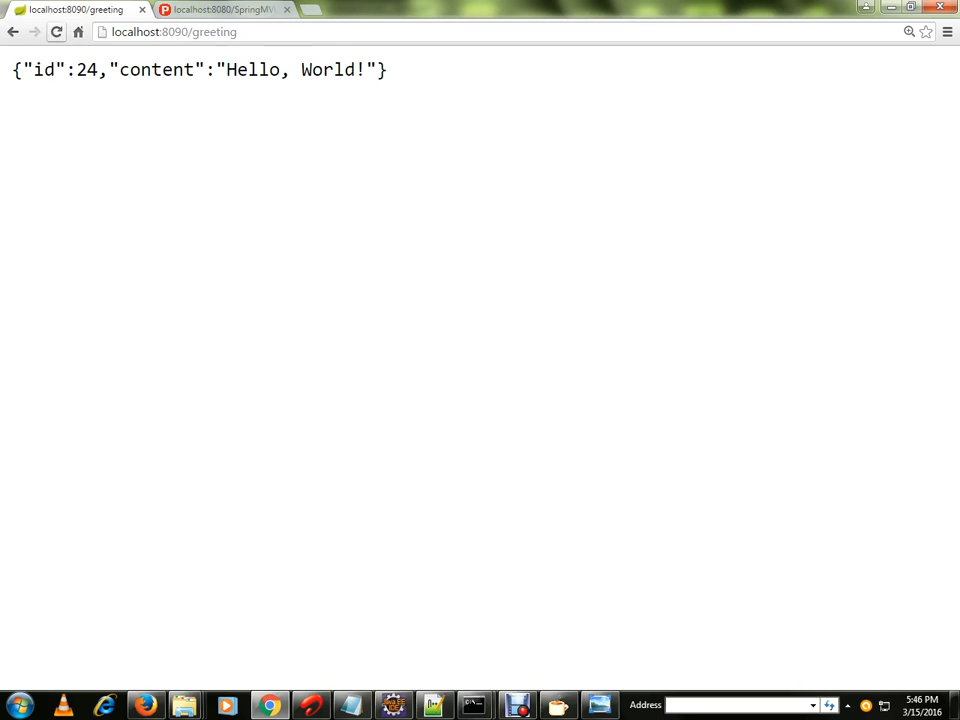 localhost:8090/greeting
localhost:8080/SpringMV
localhost:8090/greeting
{"id":24,"content":"Hello, World!"}
Address
5:46 PM
3/15/2016